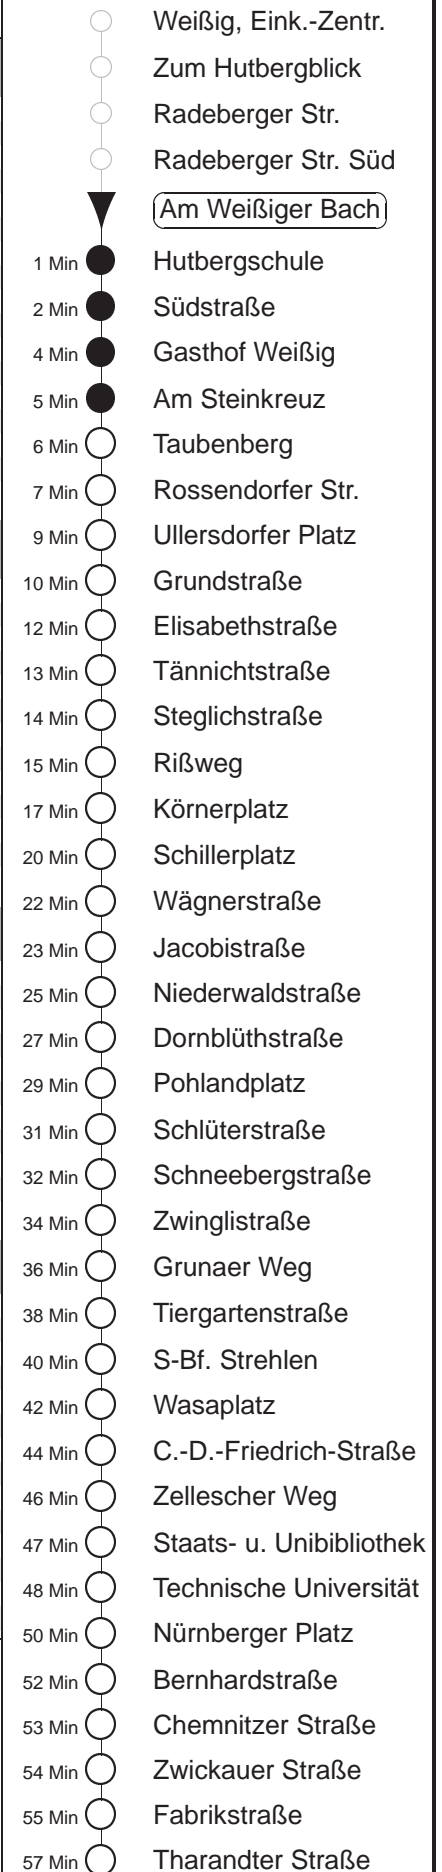 Weißig, Eink.-Zentr.
Zum Hutbergblick
Radeberger Str.
Radeberger Str. Süd
Am Weißiger Bach
1 Min Hutbergschule
2 Min Südstraße
4 Min Gasthof Weißig
5 Min Am Steinkreuz
6 Min Taubenberg
7 Min Rossendorfer Str.
9 Min Ullersdorfer Platz
10 Min Grundstraße
12 Min Elisabethstraße
13 Min Tännichtstraße
14 Min Steglichstraße
15 Min Rißweg
17 Min Körnerplatz
20 Min Schillerplatz
22 Min Wägnerstraße
23 Min Jacobistraße
25 Min Niederwaldstraße
27 Min Dornblüthstraße
29 Min Pohlandplatz
31 Min Schlüterstraße
32 Min Schneebergstraße
34 Min Zwinglistraße
36 Min Grunaer Weg
38 Min Tiergartenstraße
40 Min S-Bf. Strehlen
42 Min Wasaplatz
44 Min C.-D.-Friedrich-Straße
46 Min Zellescher Weg
47 Min Staats- u. Unibibliothek
48 Min Technische Universität
50 Min Nürnberger Platz
52 Min Bernhardstraße
53 Min Chemnitzer Straße
54 Min Zwickauer Straße
55 Min Fabrikstraße
57 Min Tharandter Straße